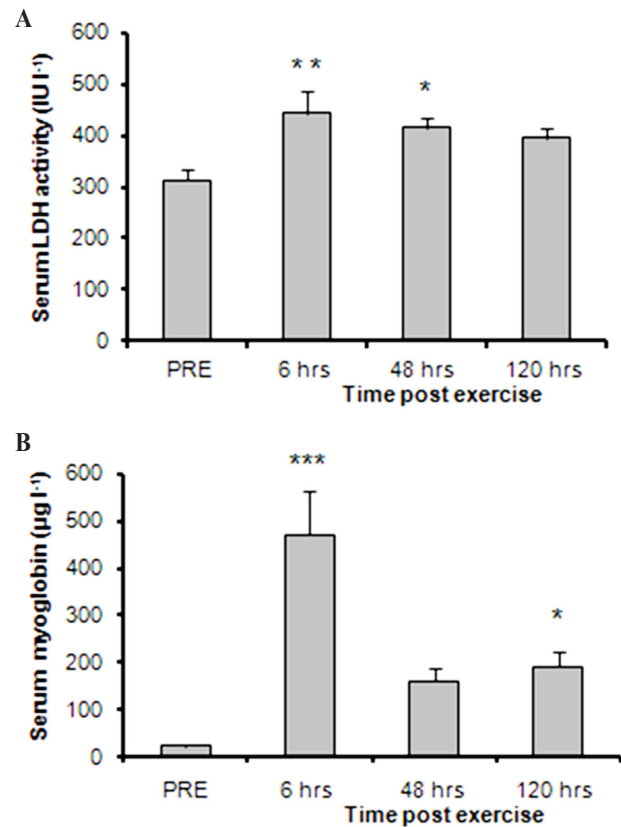 A
Serum LDH activity (IU l-1)
600
500
400
300
200
100
0
**
*
PRE 6 hrs 48 hrs 120 hrs
Time post exercise
B
Serum myoglobin (µg l-1)
600
500
400
300
200
100
0
***
*
PRE 6 hrs 48 hrs 120 hrs
Time post exercise